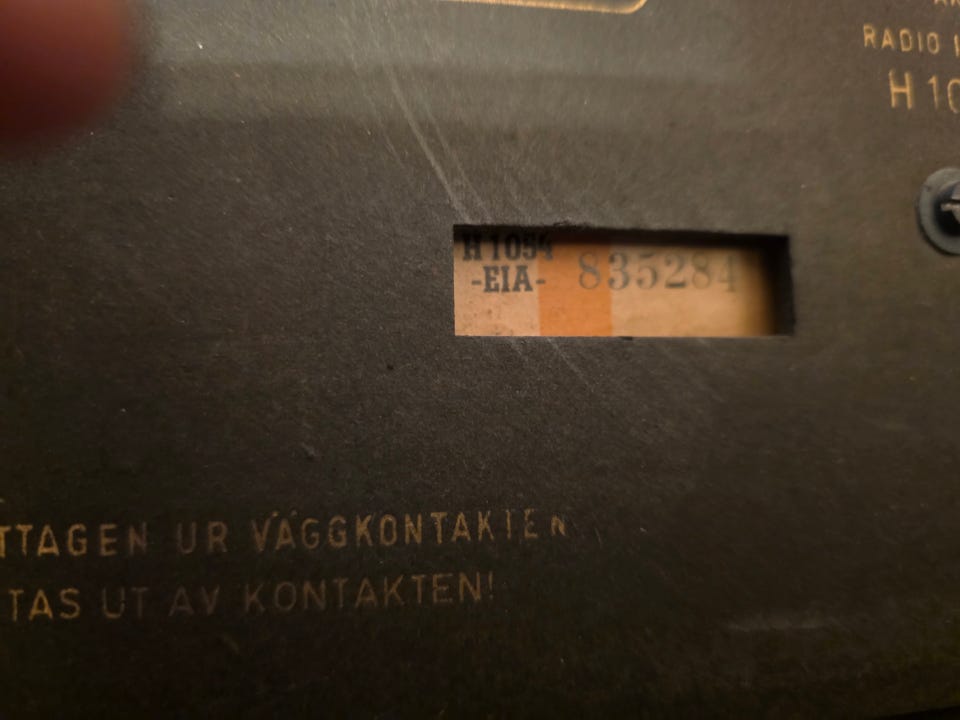 RADIO
H 10
H 1054
-EIA- 835284
TTAGEN UR VÄGGKONTAKTEN
TAS UT AV KONTAKTEN!